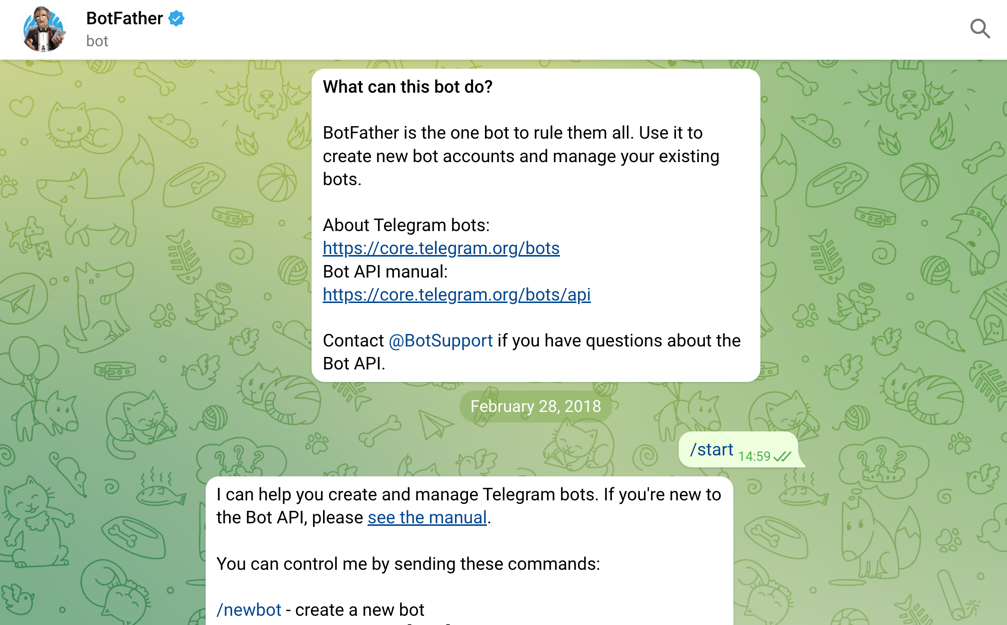 BotFather
bot
What can this bot do?
BotFather is the one bot to rule them all. Use it to
create new bot accounts and manage your existing
bots.
About Telegram bots:
https://core.telegram.org/bots
Bot API manual:
https://core.telegram.org/bots/api
Contact @BotSupport if you have questions about the
Bot API.
February 28, 2018
/start 14:59
I can help you create and manage Telegram bots. If you're new to
the Bot API, please see the manual.
You can control me by sending these commands:
/newbot - create a new bot